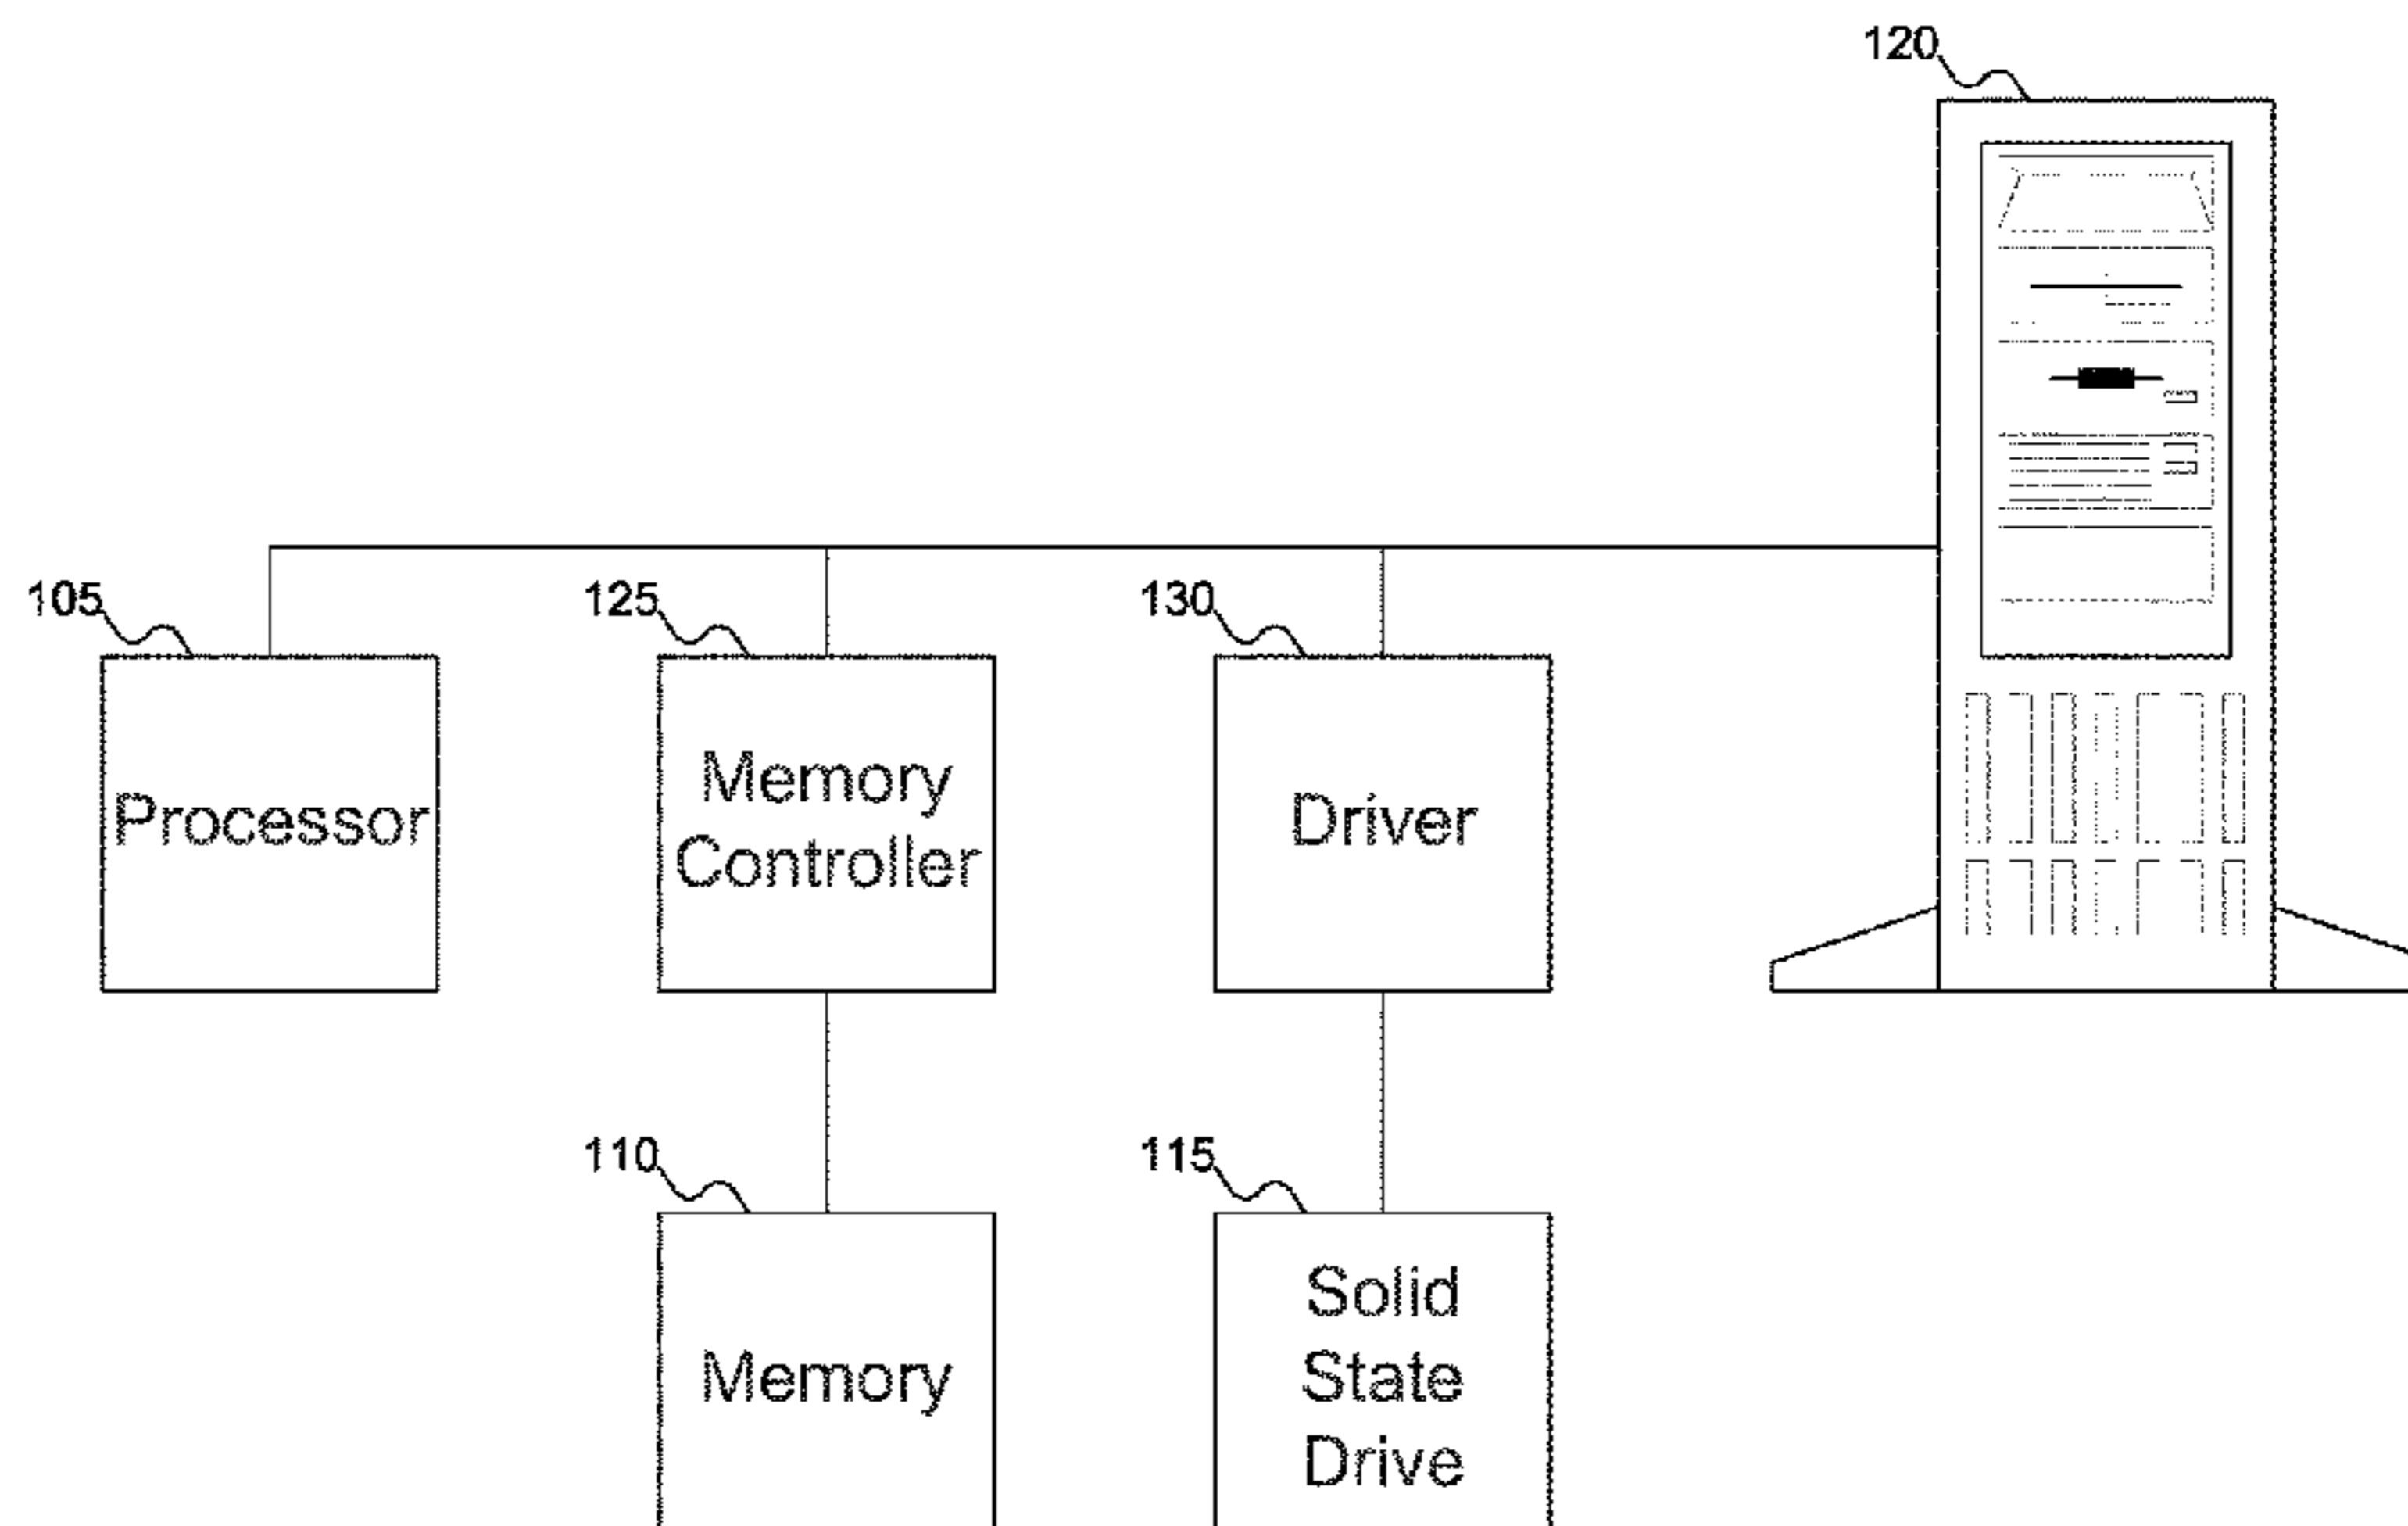 120
105
125
130
Processor
Memory
Controller
Driver
110
115
Memory
Solid
State
Drive